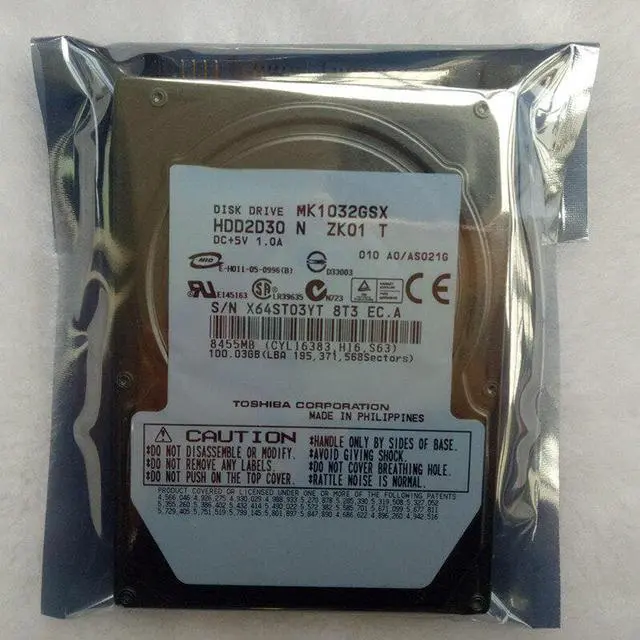 DISK DRIVE MK1032GSX
HDD2D30 N ZK01 T
DC+5V 1.0A
010 A0/AS021G
E-H011-05-0996(B) D33003
E145163 LR39635 N723
S/N X64ST03YT 8T3 EC.A
8455MB (CYL16383,H16,S63)
100.03GB(LBA 195,371,568Sectors)
TOSHIBA CORPORATION
MADE IN PHILIPPINES
CAUTION
*DO NOT DISASSEMBLE OR MODIFY.
*DO NOT REMOVE ANY LABELS.
*DO NOT PUSH ON THE TOP COVER.
*HANDLE ONLY BY SIDES OF BASE.
*AVOID GIVING SHOCK.
*DO NOT COVER BREATHING HOLE.
*RATTLE NOISE IS NORMAL.
PRODUCT COVERED OR LICENSED UNDER ONE OR MORE OF THE FOLLOWING PATENTS